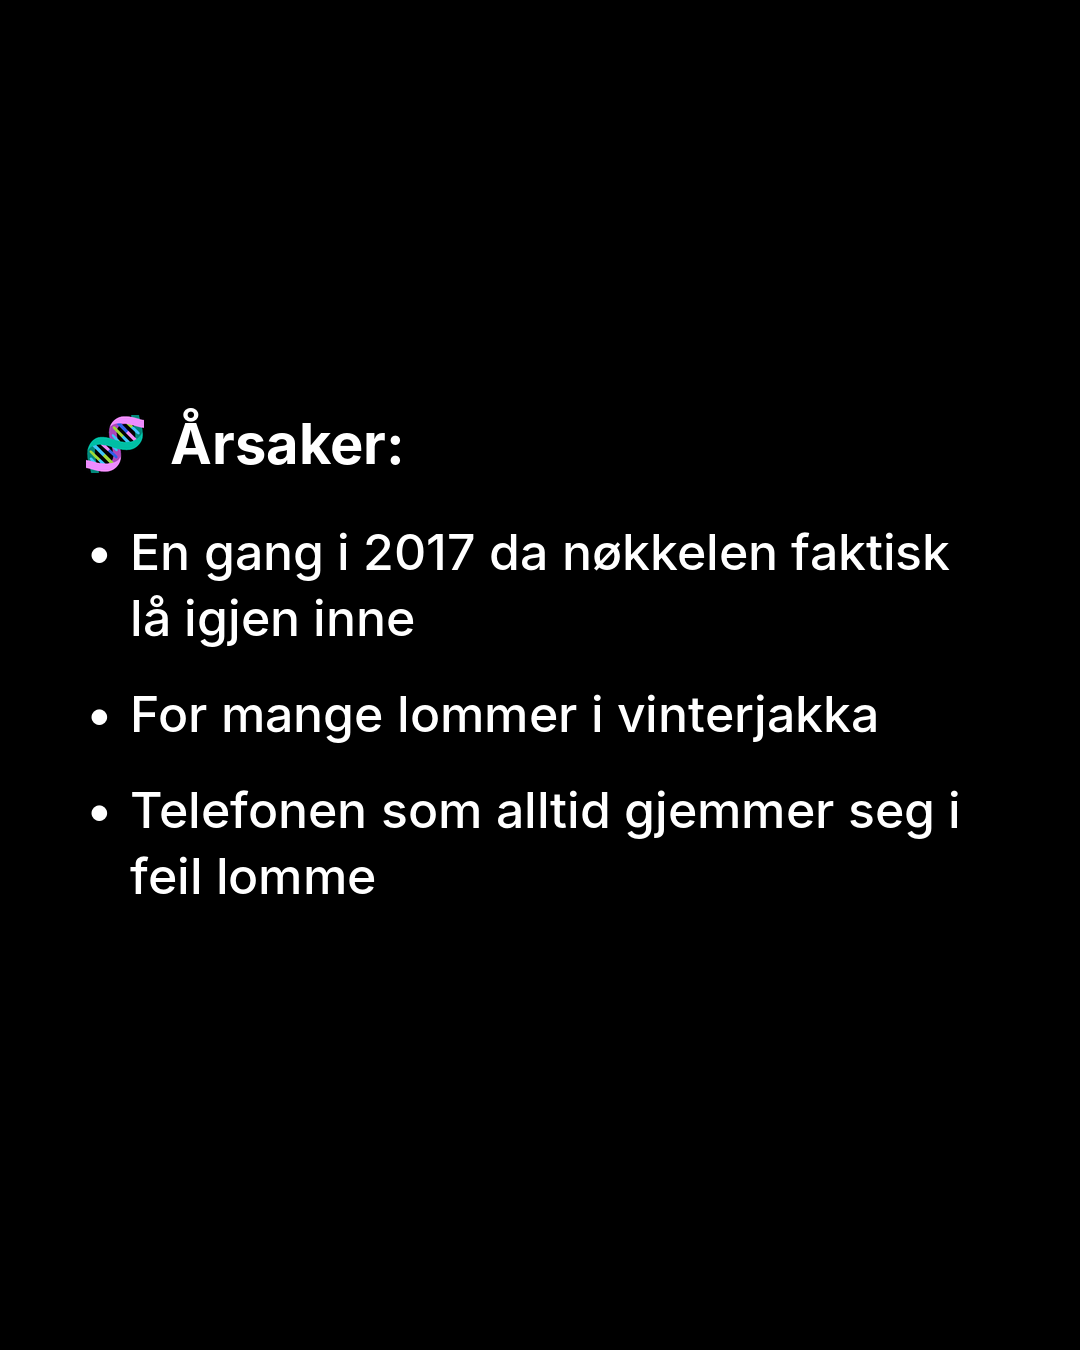 🧬 Årsaker:
• En gang i 2017 da nøkkelen faktisk
lå igjen inne
• For mange lommer i vinterjakka
• Telefonen som alltid gjemmer seg i
feil lomme